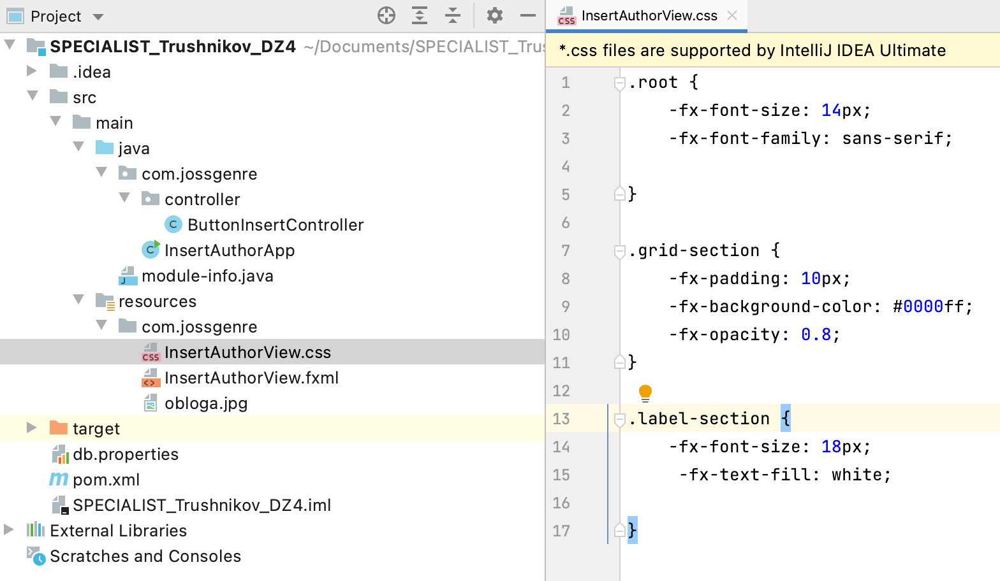 Project
SPECIALIST_Trushnikov_DZ4 ~/Documents/SPECIALIST_Trus
.idea
src
main
java
com.jossgenre
controller
C ButtonInsertController
C InsertAuthorApp
J module-info.java
resources
com.jossgenre
CSS InsertAuthorView.css
<> InsertAuthorView.fxml
obloga.jpg
target
db.properties
m pom.xml
SPECIALIST_Trushnikov_DZ4.iml
External Libraries
Scratches and Consoles
CSS InsertAuthorView.css
*.css files are supported by IntelliJ IDEA Ultimate
1 .root {
2     -fx-font-size: 14px;
3     -fx-font-family: sans-serif;
4
5 }
6
7 .grid-section {
8     -fx-padding: 10px;
9     -fx-background-color: #0000ff;
10     -fx-opacity: 0.8;
11 }
12
13 .label-section {
14     -fx-font-size: 18px;
15      -fx-text-fill: white;
16
17 }